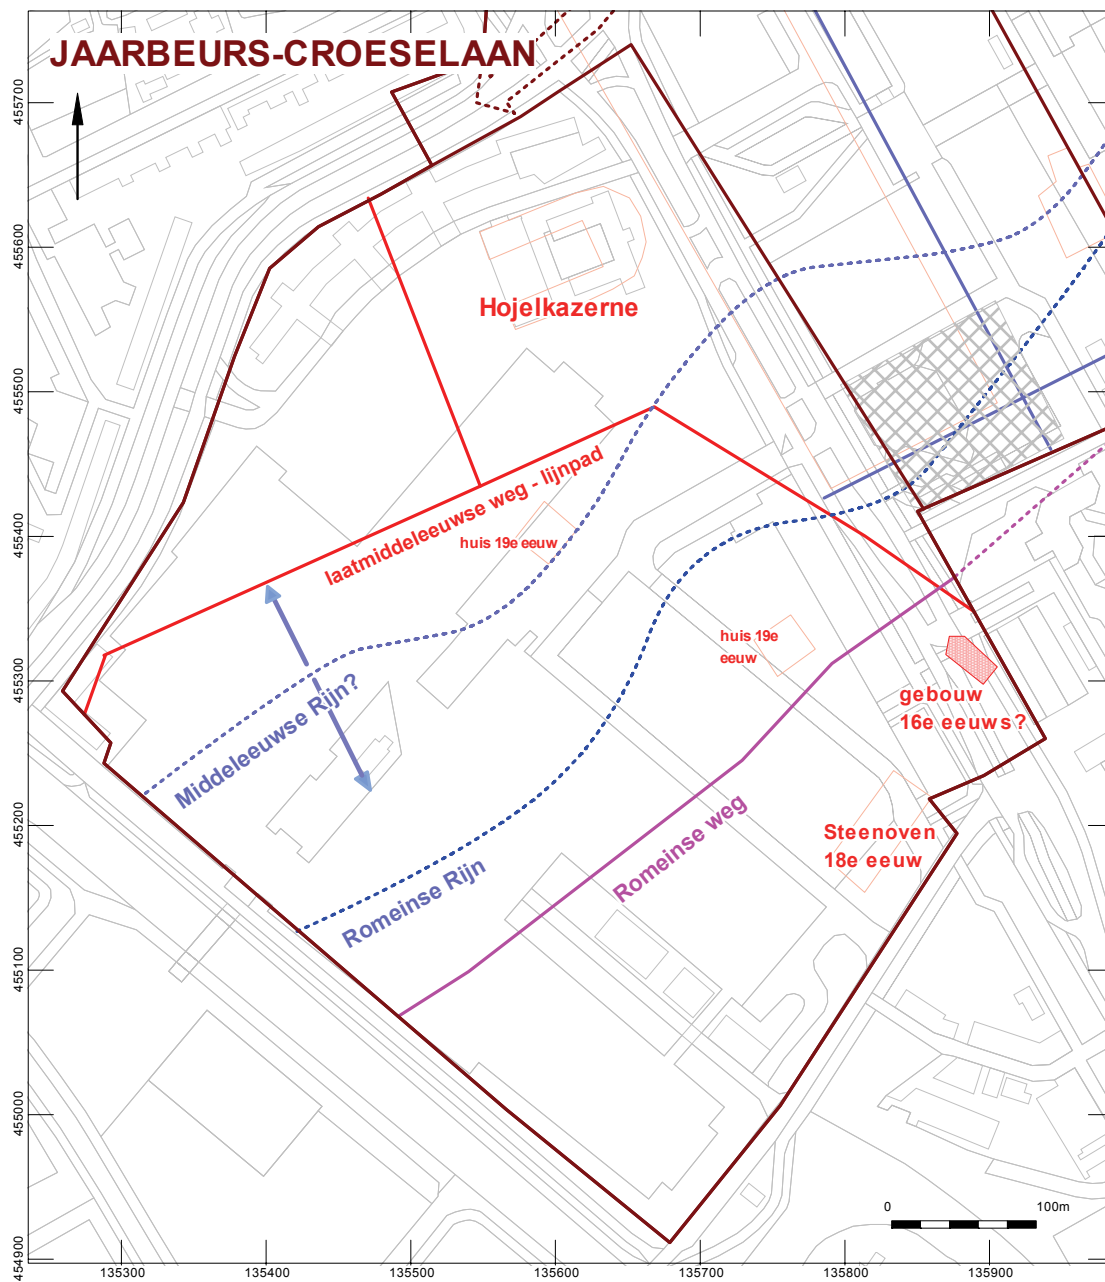 JAARBEURS-CROESELAAN
455700
455600
455500
455400
455300
455200
455100
455000
454900
Hojelkazerne
laatmiddeleeuwse weg - lijnpad
huis 19e eeuw
huis 19e
eeuw
gebouw
16e eeuws?
Middeleeuwse Rijn?
Romeinse Rijn
Romeinse weg
Steenoven
18e eeuw
0 100m
135300 135400 135500 135600 135700 135800 135900